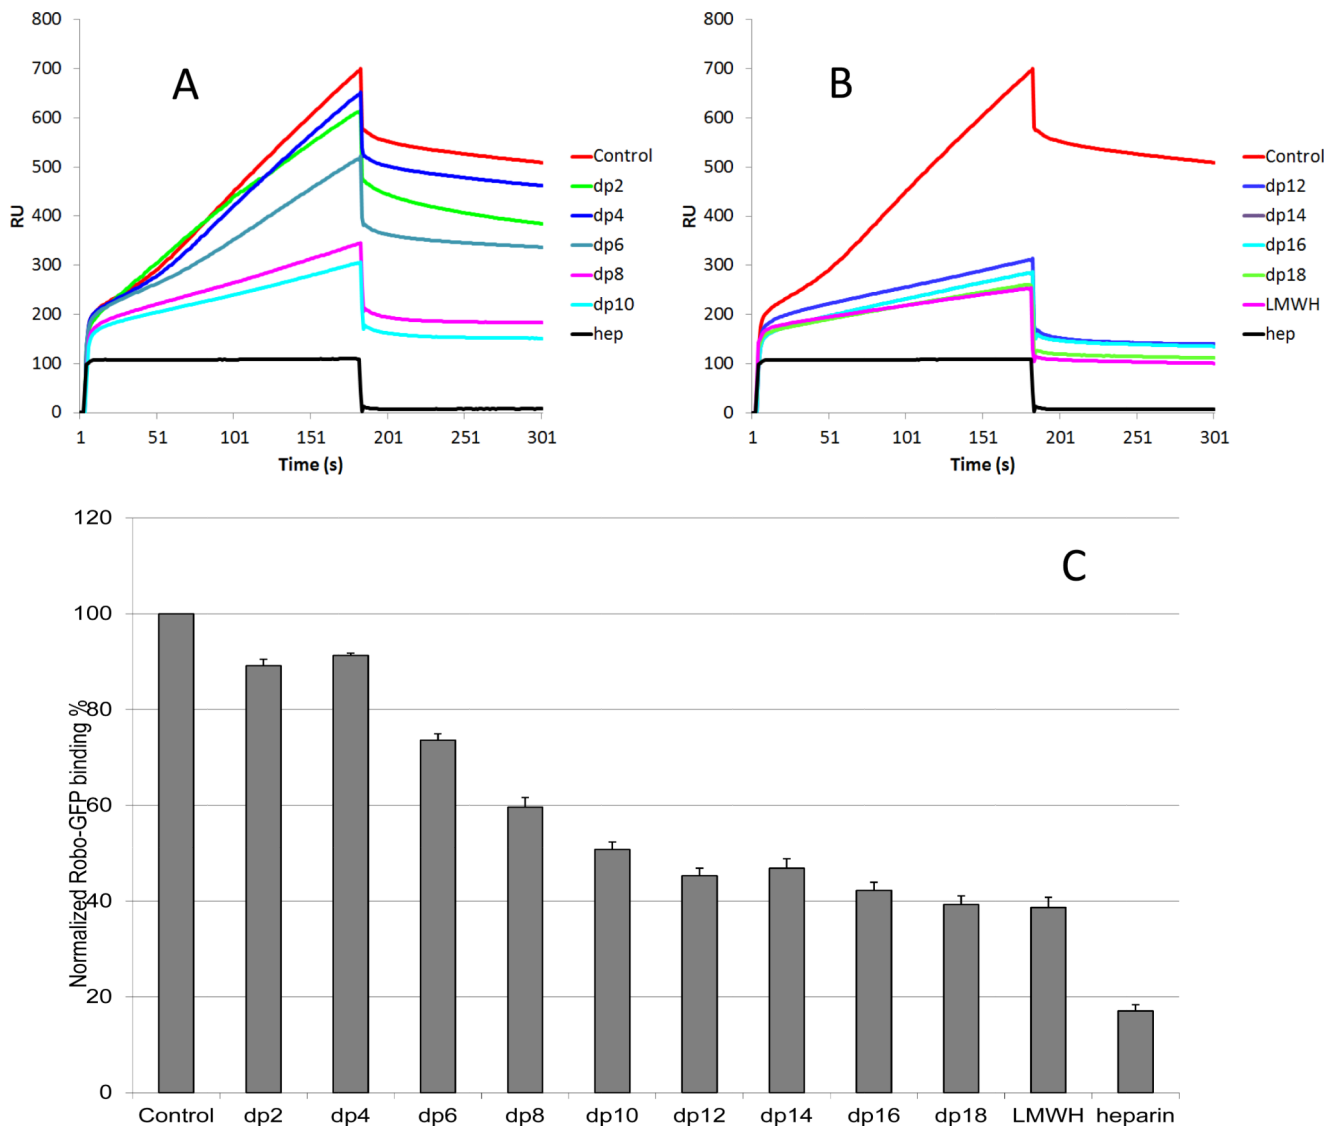 800
700
600
500
400
300
200
100
0
RU
A
1 51 101 151 201 251 301
Time (s)
Control
dp2
dp4
dp6
dp8
dp10
hep
800
700
600
500
400
300
200
100
0
RU
B
1 51 101 151 201 251 301
Time (s)
Control
dp12
dp14
dp16
dp18
LMWH
hep
120
100
80
60
40
20
0
Normalized Robo-GFP binding %
C
Control dp2 dp4 dp6 dp8 dp10 dp12 dp14 dp16 dp18 LMWH heparin